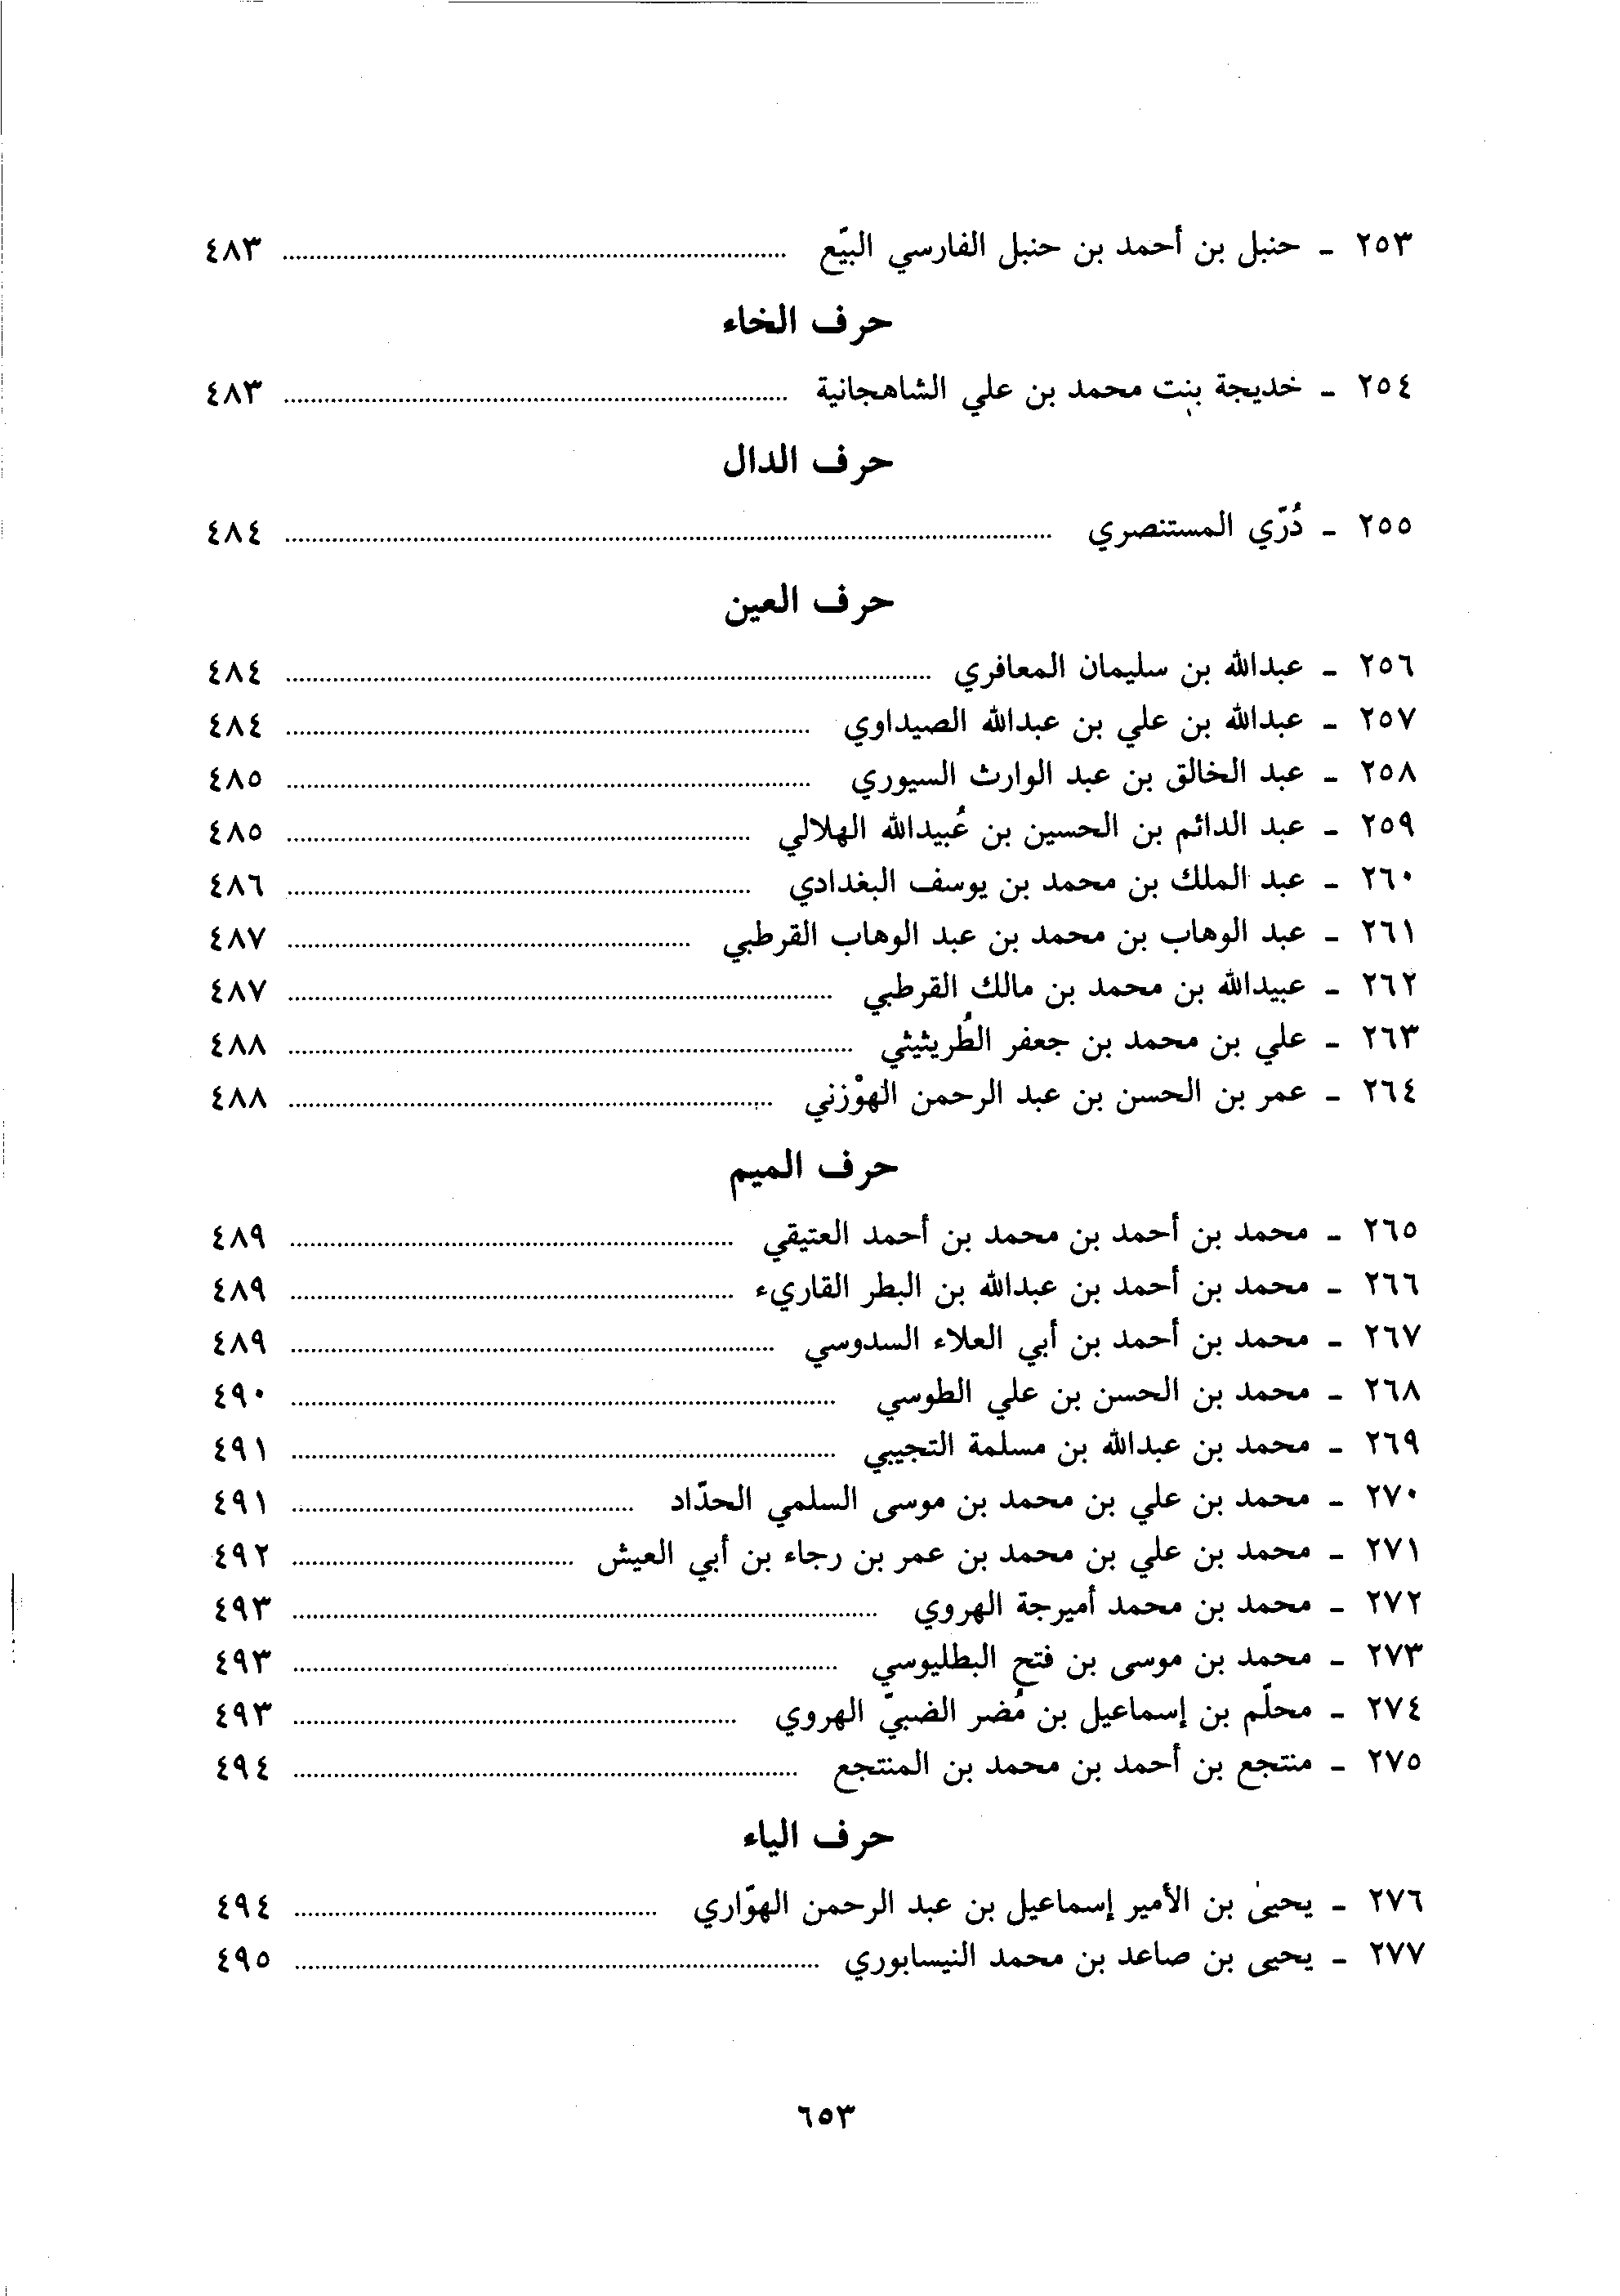 ٢٥٣ ـ حنبل بن أحمد بن حنبل الفارسي البيّع ........ ٤٨٣
حرف الخاء
٢٥٤ ـ خديجة بنت محمد بن علي الشاهجانية ........ ٤٨٣
حرف الدال
٢٥٥ ـ دُرّي المستنصري ........ ٤٨٤
حرف العين
٢٥٦ ـ عبدالله بن سليمان المعافري ........ ٤٨٤
٢٥٧ ـ عبدالله بن علي بن عبدالله الصيداوي ........ ٤٨٤
٢٥٨ ـ عبد الخالق بن عبد الوارث السيوري ........ ٤٨٥
٢٥٩ ـ عبد الدائم بن الحسين بن عُبيدالله الهلالي ........ ٤٨٥
٢٦٠ ـ عبد الملك بن محمد بن يوسف البغدادي ........ ٤٨٦
٢٦١ ـ عبد الوهاب بن محمد بن عبد الوهاب القرطبي ........ ٤٨٧
٢٦٢ ـ عبيدالله بن محمد بن مالك القرطبي ........ ٤٨٧
٢٦٣ ـ علي بن محمد بن جعفر الطُريثيثي ........ ٤٨٨
٢٦٤ ـ عمر بن الحسن بن عبد الرحمن الهوْزني ........ ٤٨٨
حرف الميم
٢٦٥ ـ محمد بن أحمد بن محمد بن أحمد العتيقي ........ ٤٨٩
٢٦٦ ـ محمد بن أحمد بن عبدالله بن البطر القاريء ........ ٤٨٩
٢٦٧ ـ محمد بن أحمد بن أبي العلاء السدوسي ........ ٤٨٩
٢٦٨ ـ محمد بن الحسن بن علي الطوسي ........ ٤٩٠
٢٦٩ ـ محمد بن عبدالله بن مسلمة التجيبي ........ ٤٩١
٢٧٠ ـ محمد بن علي بن محمد بن موسى السلمي الحدّاد ........ ٤٩١
٢٧١ ـ محمد بن علي بن محمد بن عمر بن رجاء بن أبي العيش ........ ٤٩٢
٢٧٢ ـ محمد بن محمد أميرجة الهروي ........ ٤٩٣
٢٧٣ ـ محمد بن موسى بن فتح البطليوسي ........ ٤٩٣
٢٧٤ ـ محلّم بن إسماعيل بن مُضر الضبيّ الهروي ........ ٤٩٣
٢٧٥ ـ منتجع بن أحمد بن محمد بن المنتجع ........ ٤٩٤
حرف الياء
٢٧٦ ـ يحيىٰ بن الأمير إسماعيل بن عبد الرحمن الهوّاري ........ ٤٩٤
٢٧٧ ـ يحيى بن صاعد بن محمد النيسابوري ........ ٤٩٥
٦٥٣